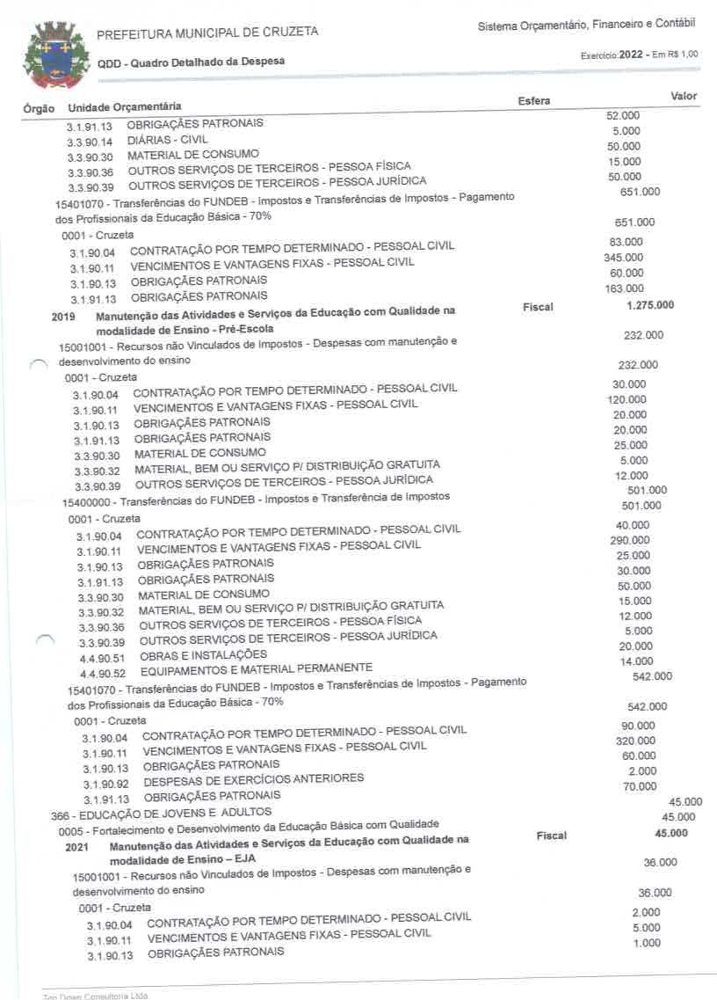 PREFEITURA MUNICIPAL DE CRUZETA
Sistema Orçamentário, Financeiro e Contábil
QDD - Quadro Detalhado da Despesa
Exercício:2022 - Em R$ 1,00
Órgão Unidade Orçamentária Esfera Valor
3.1.91.13 OBRIGAÇÃES PATRONAIS 52.000
3.3.90.14 DIÁRIAS - CIVIL 5.000
3.3.90.30 MATERIAL DE CONSUMO 50.000
3.3.90.36 OUTROS SERVIÇOS DE TERCEIROS - PESSOA FÍSICA 15.000
3.3.90.39 OUTROS SERVIÇOS DE TERCEIROS - PESSOA JURÍDICA 50.000
15401070 - Transferências do FUNDEB - Impostos e Transferências de Impostos - Pagamento 651.000
dos Profissionais da Educação Básica - 70%
0001 - Cruzeta 651.000
3.1.90.04 CONTRATAÇÃO POR TEMPO DETERMINADO - PESSOAL CIVIL 83.000
3.1.90.11 VENCIMENTOS E VANTAGENS FIXAS - PESSOAL CIVIL 345.000
3.1.90.13 OBRIGAÇÃES PATRONAIS 60.000
3.1.91.13 OBRIGAÇÃES PATRONAIS 163.000
2019 Manutenção das Atividades e Serviços da Educação com Qualidade na Fiscal 1.275.000
modalidade de Ensino - Pré-Escola
15001001 - Recursos não Vinculados de Impostos - Despesas com manutenção e 232.000
desenvolvimento do ensino
0001 - Cruzeta 232.000
3.1.90.04 CONTRATAÇÃO POR TEMPO DETERMINADO - PESSOAL CIVIL 30.000
3.1.90.11 VENCIMENTOS E VANTAGENS FIXAS - PESSOAL CIVIL 120.000
3.1.90.13 OBRIGAÇÃES PATRONAIS 20.000
3.1.91.13 OBRIGAÇÃES PATRONAIS 20.000
3.3.90.30 MATERIAL DE CONSUMO 25.000
3.3.90.32 MATERIAL, BEM OU SERVIÇO P/ DISTRIBUIÇÃO GRATUITA 5.000
3.3.90.39 OUTROS SERVIÇOS DE TERCEIROS - PESSOA JURÍDICA 12.000
15400000 - Transferências do FUNDEB - Impostos e Transferência de Impostos 501.000
0001 - Cruzeta 501.000
3.1.90.04 CONTRATAÇÃO POR TEMPO DETERMINADO - PESSOAL CIVIL 40.000
3.1.90.11 VENCIMENTOS E VANTAGENS FIXAS - PESSOAL CIVIL 290.000
3.1.90.13 OBRIGAÇÃES PATRONAIS 25.000
3.1.91.13 OBRIGAÇÃES PATRONAIS 30.000
3.3.90.30 MATERIAL DE CONSUMO 50.000
3.3.90.32 MATERIAL, BEM OU SERVIÇO P/ DISTRIBUIÇÃO GRATUITA 15.000
3.3.90.36 OUTROS SERVIÇOS DE TERCEIROS - PESSOA FÍSICA 12.000
3.3.90.39 OUTROS SERVIÇOS DE TERCEIROS - PESSOA JURÍDICA 5.000
4.4.90.51 OBRAS E INSTALAÇÕES 20.000
4.4.90.52 EQUIPAMENTOS E MATERIAL PERMANENTE 14.000
15401070 - Transferências do FUNDEB - Impostos e Transferências de Impostos - Pagamento 542.000
dos Profissionais da Educação Básica - 70%
0001 - Cruzeta 542.000
3.1.90.04 CONTRATAÇÃO POR TEMPO DETERMINADO - PESSOAL CIVIL 90.000
3.1.90.11 VENCIMENTOS E VANTAGENS FIXAS - PESSOAL CIVIL 320.000
3.1.90.13 OBRIGAÇÃES PATRONAIS 60.000
3.1.90.92 DESPESAS DE EXERCÍCIOS ANTERIORES 2.000
3.1.91.13 OBRIGAÇÃES PATRONAIS 70.000
366 - EDUCAÇÃO DE JOVENS E ADULTOS 45.000
0005 - Fortalecimento e Desenvolvimento da Educação Básica com Qualidade 45.000
2021 Manutenção das Atividades e Serviços da Educação com Qualidade na Fiscal 45.000
modalidade de Ensino – EJA
15001001 - Recursos não Vinculados de Impostos - Despesas com manutenção e 36.000
desenvolvimento do ensino
0001 - Cruzeta 36.000
3.1.90.04 CONTRATAÇÃO POR TEMPO DETERMINADO - PESSOAL CIVIL 2.000
3.1.90.11 VENCIMENTOS E VANTAGENS FIXAS - PESSOAL CIVIL 5.000
3.1.90.13 OBRIGAÇÃES PATRONAIS 1.000
Top Down Consultoria Ltda.